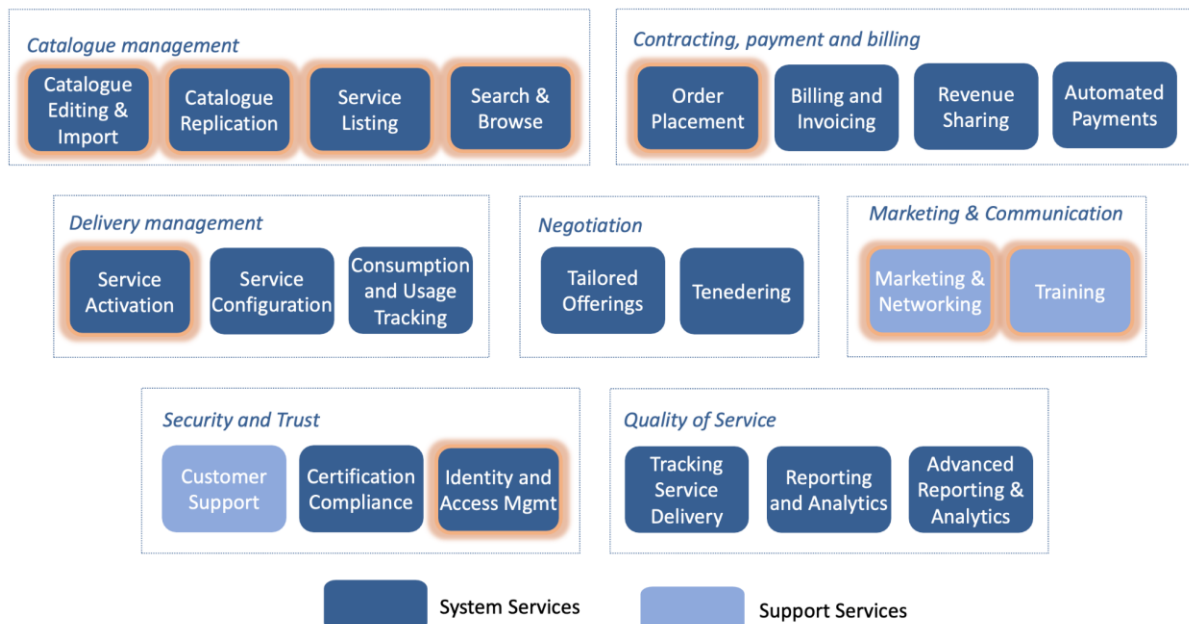 Catalogue management
Catalogue
Editing &
Import
Catalogue
Replication
Service
Listing
Search &
Browse
Contracting, payment and billing
Order
Placement
Billing and
Invoicing
Revenue
Sharing
Automated
Payments
Delivery management
Service
Activation
Service
Configuration
Consumption
and Usage
Tracking
Negotiation
Tailored
Offerings
Tenedering
Marketing & Communication
Marketing &
Networking
Training
Security and Trust
Customer
Support
Certification
Compliance
Identity and
Access Mgmt
Quality of Service
Tracking
Service
Delivery
Reporting
and Analytics
Advanced
Reporting &
Analytics
System Services
Support Services